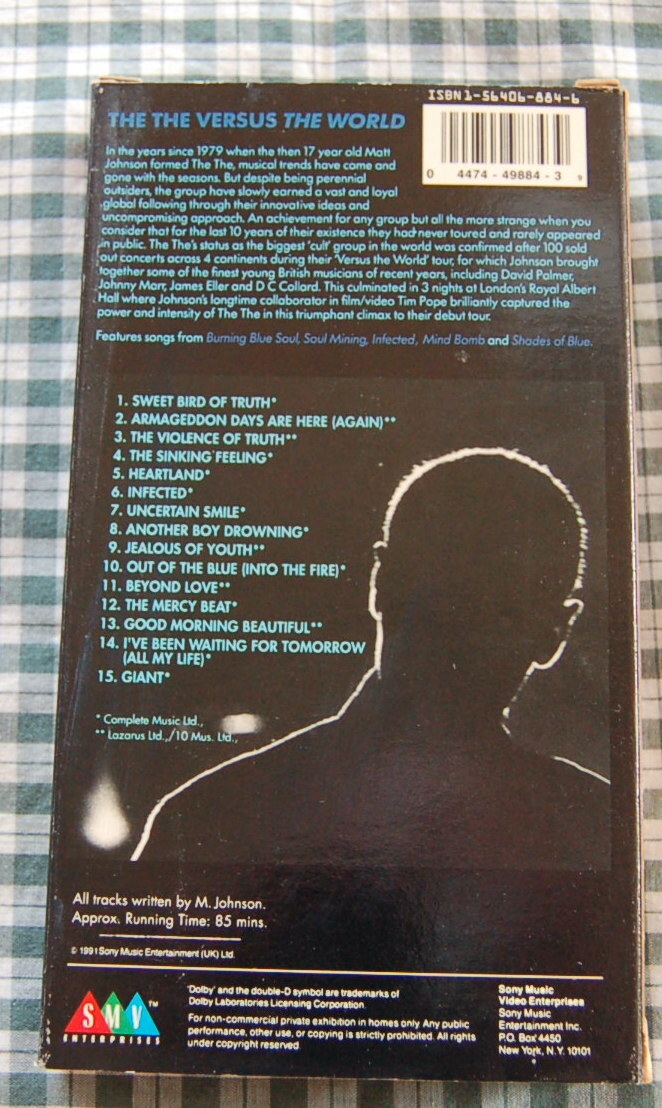 ISBN 1-56406-884-6
THE THE VERSUS THE WORLD
0 4474-49884-3 9
In the years since 1979 when the then 17 year old Matt
Johnson formed The The, musical trends have come and
gone with the seasons. But despite being perennial
outsiders, the group have slowly earned a vast and loyal
global following through their innovative ideas and
uncompromising approach. An achievement for any group but all the more strange when you
consider that for the last 10 years of their existence they had never toured and rarely appeared
in public. The The's status as the biggest 'cult' group in the world was confirmed after 100 sold
out concerts across 4 continents during their 'Versus the World' tour, for which Johnson brought
together some of the finest young British musicians of recent years, including David Palmer,
Johnny Marr, James Eller and D C Collard. This culminated in 3 nights at London's Royal Albert
Hall where Johnson's longtime collaborator in film/video Tim Pope brilliantly captured the
power and intensity of The The in this triumphant climax to their debut tour.
Features songs from Burning Blue Soul, Soul Mining, Infected, Mind Bomb and Shades of Blue.
1. SWEET BIRD OF TRUTH*
2. ARMAGEDDON DAYS ARE HERE (AGAIN)**
3. THE VIOLENCE OF TRUTH**
4. THE SINKING FEELING*
5. HEARTLAND*
6. INFECTED*
7. UNCERTAIN SMILE*
8. ANOTHER BOY DROWNING*
9. JEALOUS OF YOUTH**
10. OUT OF THE BLUE (INTO THE FIRE)*
11. BEYOND LOVE**
12. THE MERCY BEAT*
13. GOOD MORNING BEAUTIFUL**
14. I'VE BEEN WAITING FOR TOMORROW
(ALL MY LIFE)*
15. GIANT*
* Complete Music Ltd.,
** Lazarus Ltd.,/10 Mus. Ltd.,
All tracks written by M. Johnson.
Approx. Running Time: 85 mins.
© 1991 Sony Music Entertainment (UK) Ltd.
SMV™
ENTERPRISES
'Dolby' and the double-D symbol are trademarks of
Dolby Laboratories Licensing Corporation
For non-commercial private exhibition in homes only. Any public
performance, other use, or copying is strictly prohibited. All rights
under copyright reserved
Sony Music
Video Enterprises
Sony Music
Entertainment Inc.
P.O. Box 4450
New York, N.Y. 10101